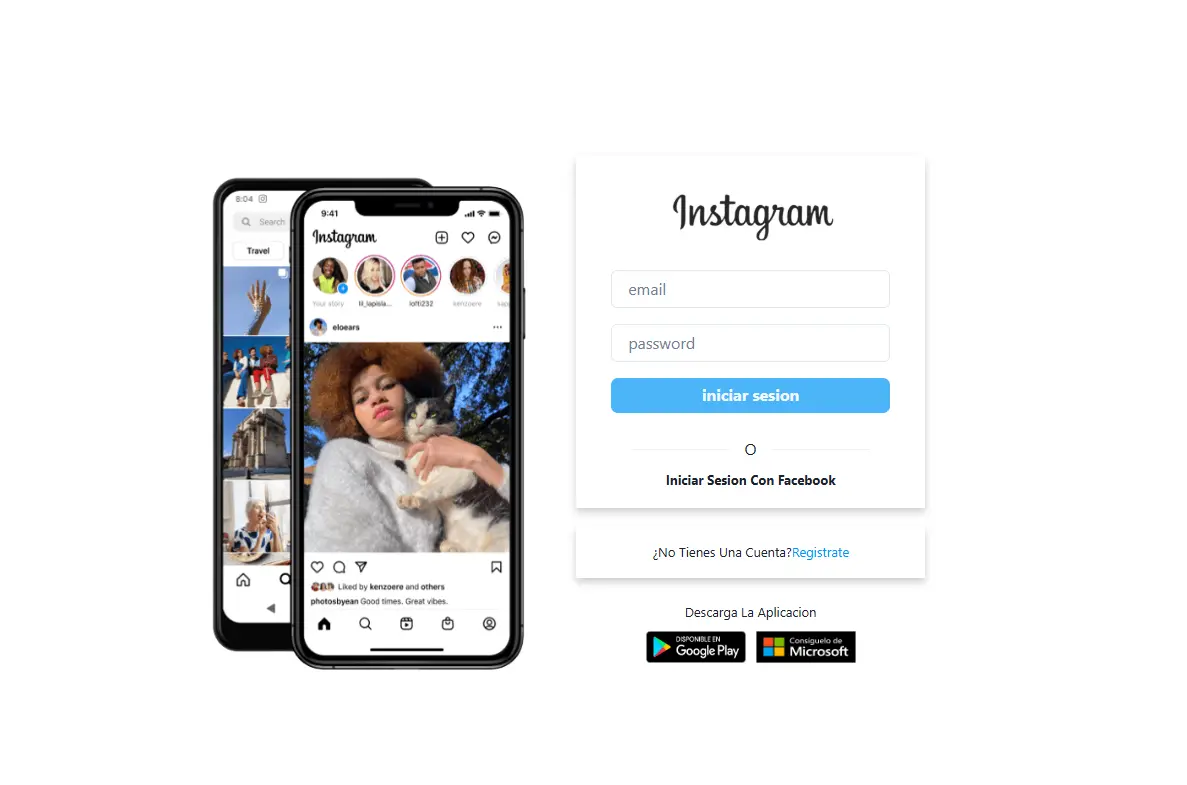 8:04
Search
Travel
9:41
Instagram
Your story
lil_lapisla...
lofti232
kenzoere
sap
eloears
Liked by kenzoere and others
photosbyean Good times. Great vibes.
Instagram
email
password
iniciar sesion
O
Iniciar Sesion Con Facebook
¿No Tienes Una Cuenta?Registrate
Descarga La Aplicacion
DISPONIBLE EN
Google Play
Consíguelo de
Microsoft